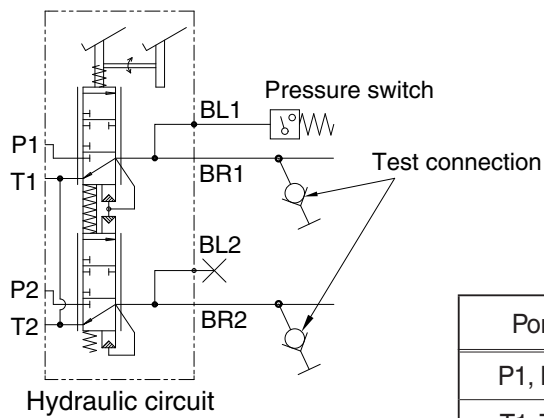 Pressure switch
BL1
P1
T1
BR1
Test connection
BL2
P2
T2
BR2
Hydraulic circuit
Por
P1,
T1